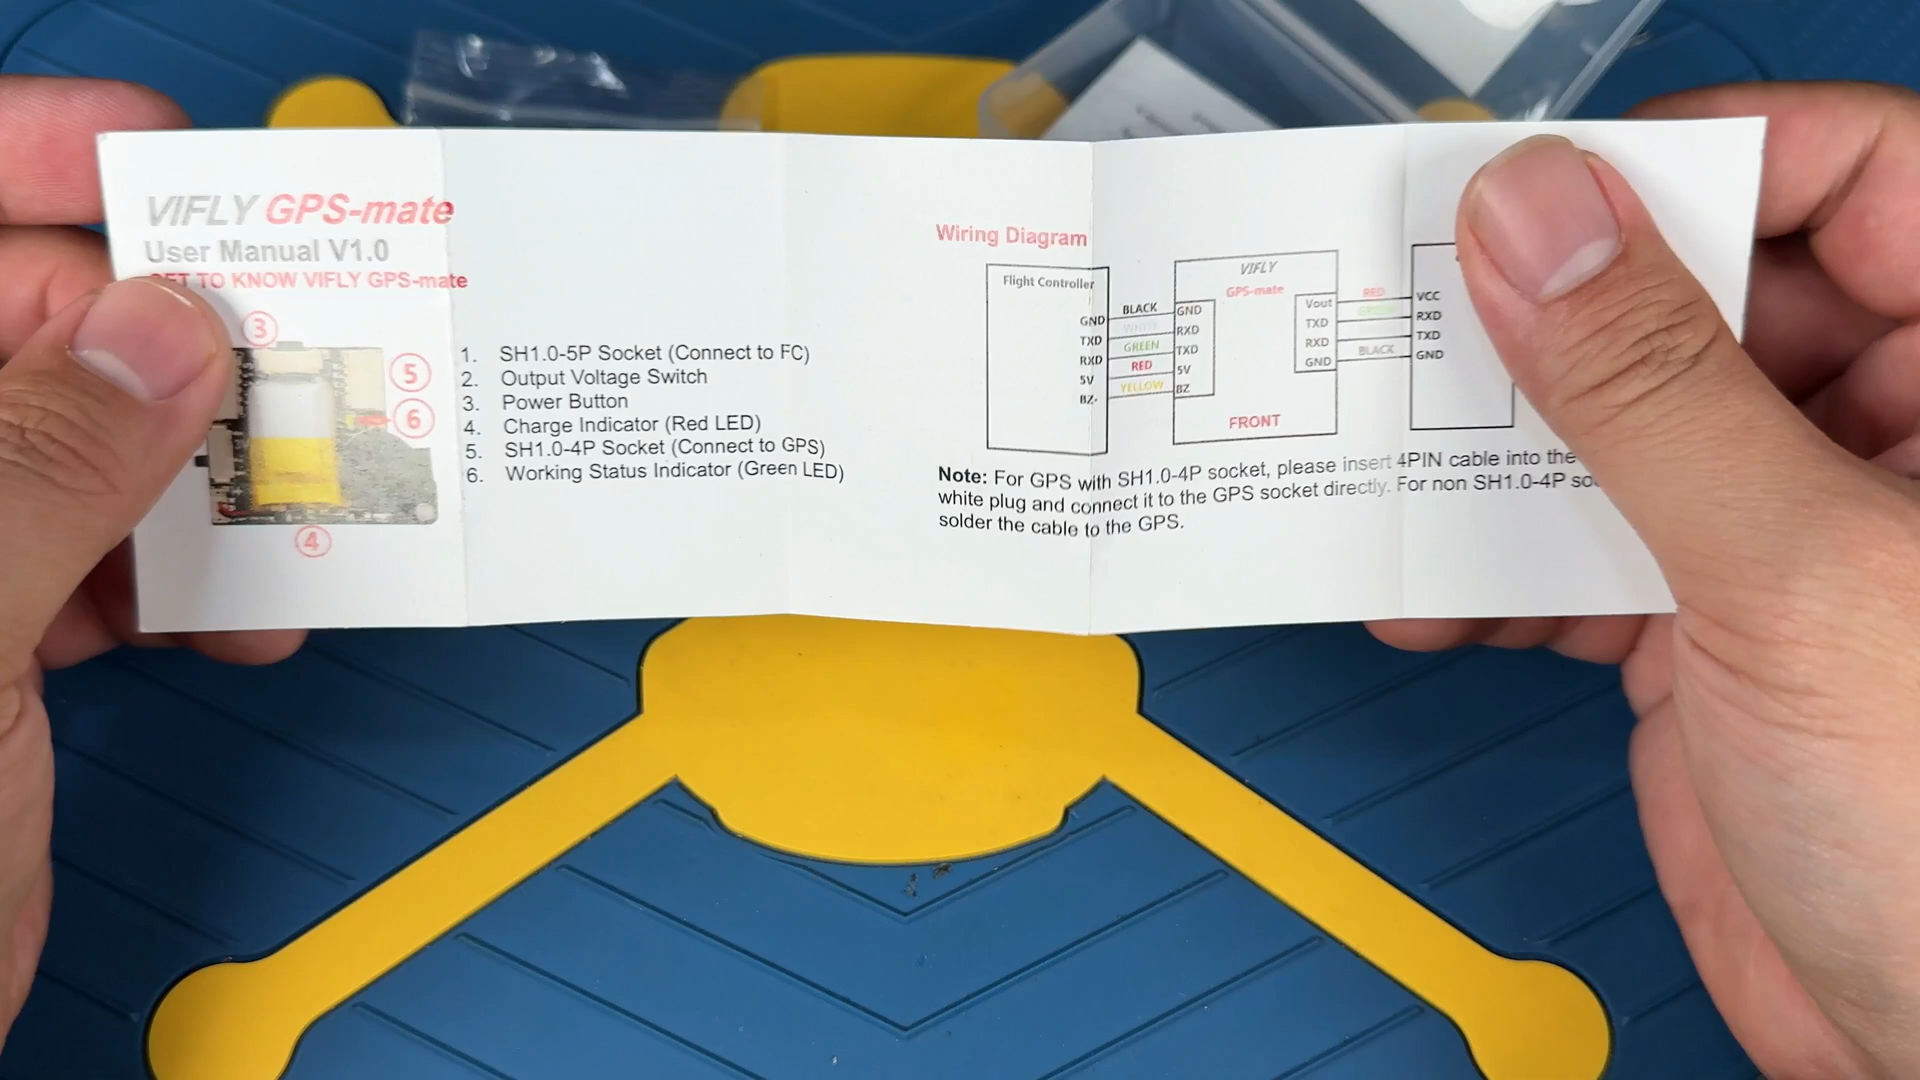 VIFLY GPS-mate
User Manual V1.0
GET TO KNOW VIFLY GPS-mate
③
⑤
⑥
④
1. SH1.0-5P Socket (Connect to FC)
2. Output Voltage Switch
3. Power Button
4. Charge Indicator (Red LED)
5. SH1.0-4P Socket (Connect to GPS)
6. Working Status Indicator (Green LED)
Wiring Diagram
Flight Controller
GND
TXD
RXD
5V
BZ-
BLACK
WHITE
GREEN
RED
YELLOW
VIFLY
GPS-mate
GND
RXD
TXD
5V
BZ
FRONT
Vout
TXD
RXD
GND
RED
GREEN
BLACK
VCC
RXD
TXD
GND
Note: For GPS with SH1.0-4P socket, please insert 4PIN cable into the
white plug and connect it to the GPS socket directly. For non SH1.0-4P
solder the cable to the GPS.